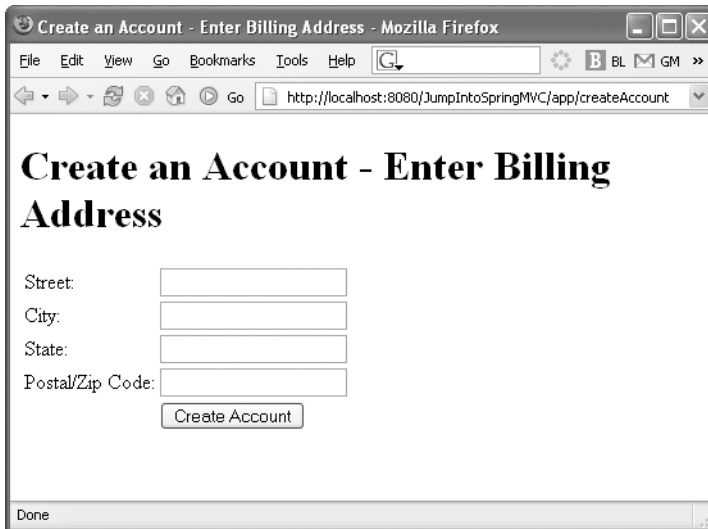 Create an Account - Enter Billing Address - Mozilla Firefox
File Edit View Go Bookmarks Tools Help G BL GM »
Go http://localhost:8080/JumpIntoSpringMVC/app/createAccount
Create an Account - Enter Billing
Address
Street:
City:
State:
Postal/Zip Code:
Create Account
Done